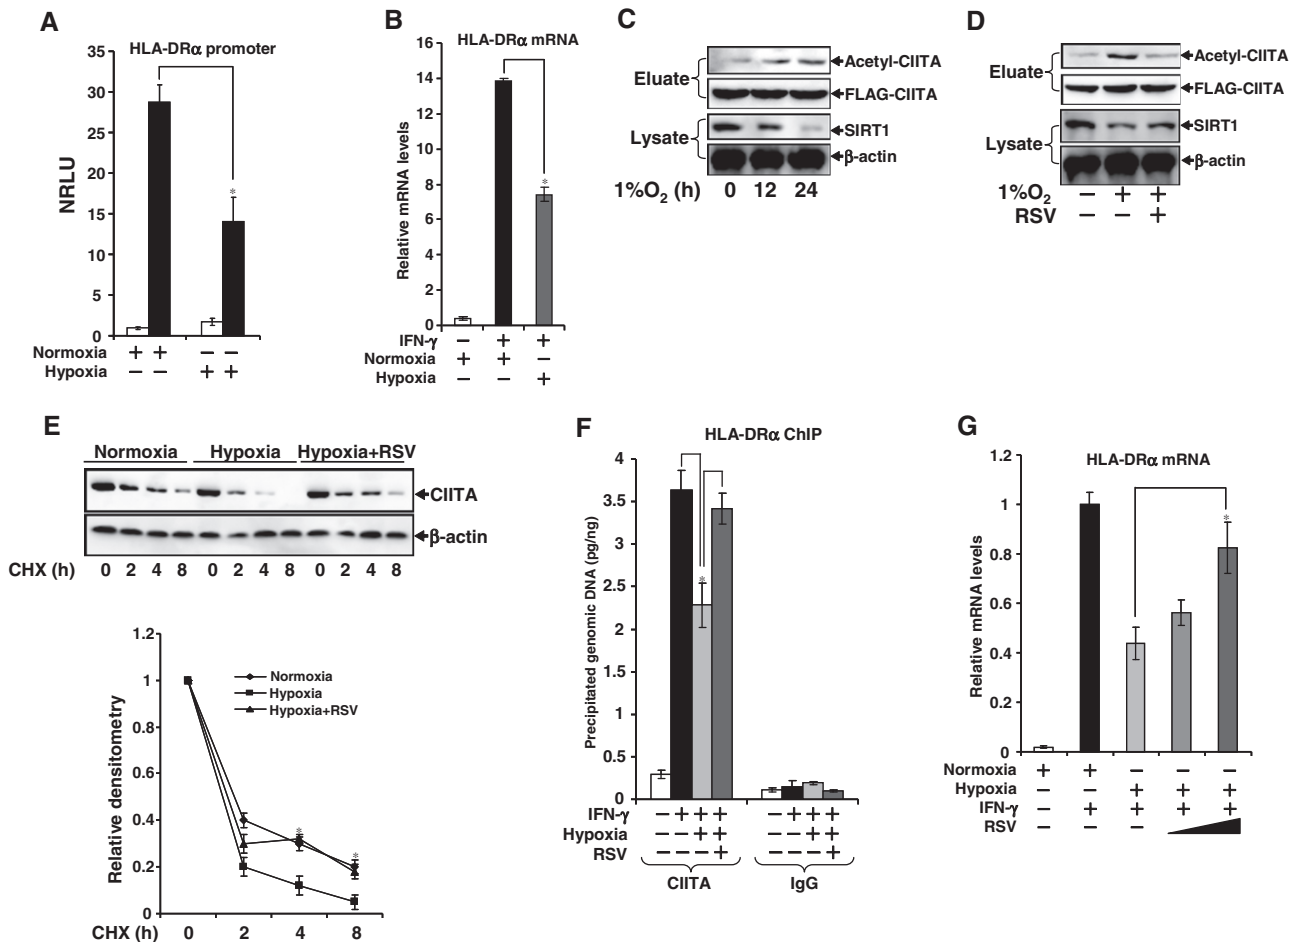 A
HLA-DRα promoter
NRLU
35
30
25
20
15
10
5
0
*
Normoxia + + − −
Hypoxia − − + +
B
HLA-DRα mRNA
Relative mRNA levels
16
14
12
10
8
6
4
2
0
*
IFN-γ − + +
Normoxia + + −
Hypoxia − − +
C
Eluate
Acetyl-CIITA
FLAG-CIITA
Lysate
SIRT1
β-actin
1%O2 (h) 0 12 24
D
Eluate
Acetyl-CIITA
FLAG-CIITA
Lysate
SIRT1
β-actin
1%O2 − + +
RSV − − +
E
Normoxia Hypoxia Hypoxia+RSV
CIITA
β-actin
CHX (h) 0 2 4 8 0 2 4 8 0 2 4 8
Relative densitometry
1.2
1
0.8
0.6
0.4
0.2
0
Normoxia
Hypoxia
Hypoxia+RSV
*
*
CHX (h) 0 2 4 8
F
HLA-DRα ChIP
Precipitated genomic DNA (pg/ng)
4
3.5
3
2.5
2
1.5
1
0.5
0
*
IFN-γ − + + + − + + +
Hypoxia − − + + − − + +
RSV − − − + − − − +
CIITA IgG
G
HLA-DRα mRNA
Relative mRNA levels
1.2
1
0.8
0.6
0.4
0.2
0
*
Normoxia + + − − −
Hypoxia − − + + +
IFN-γ − + + + +
RSV − − −